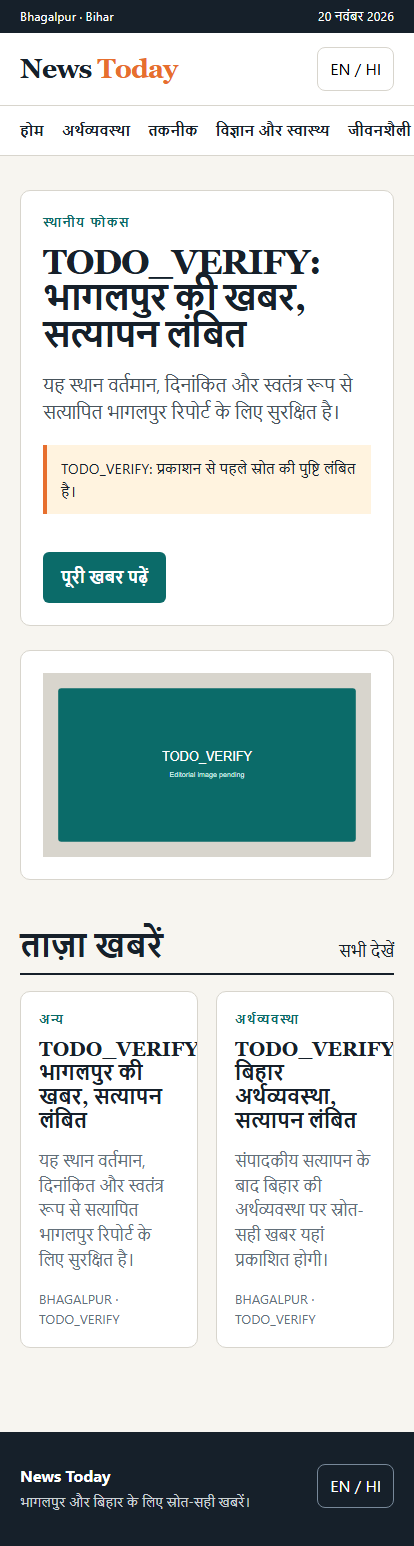 Bhagalpur · Bihar
20 नवंबर 2026
News Today
EN / HI
होम अर्थव्यवस्था तकनीक विज्ञान और स्वास्थ्य जीवनशैली
स्थानीय फोकस
TODO_VERIFY:
भागलपुर की खबर,
सत्यापन लंबित
यह स्थान वर्तमान, दिनांकित और स्वतंत्र रूप से
सत्यापित भागलपुर रिपोर्ट के लिए सुरक्षित है।
TODO_VERIFY: प्रकाशन से पहले स्रोत की पुष्टि लंबित
है।
पूरी खबर पढ़ें
TODO_VERIFY
Editorial image pending
ताज़ा खबरें
सभी देखें
अन्य
TODO_VERIFY
भागलपुर की
खबर, सत्यापन
लंबित
यह स्थान वर्तमान,
दिनांकित और स्वतंत्र
रूप से सत्यापित
भागलपुर रिपोर्ट के
लिए सुरक्षित है।
BHAGALPUR ·
TODO_VERIFY
अर्थव्यवस्था
TODO_VERIFY
बिहार
अर्थव्यवस्था,
सत्यापन लंबित
संपादकीय सत्यापन के
बाद बिहार की
अर्थव्यवस्था पर स्रोत-
सही खबर यहां
प्रकाशित होगी।
BHAGALPUR ·
TODO_VERIFY
News Today
भागलपुर और बिहार के लिए स्रोत-सही खबरें।
EN / HI